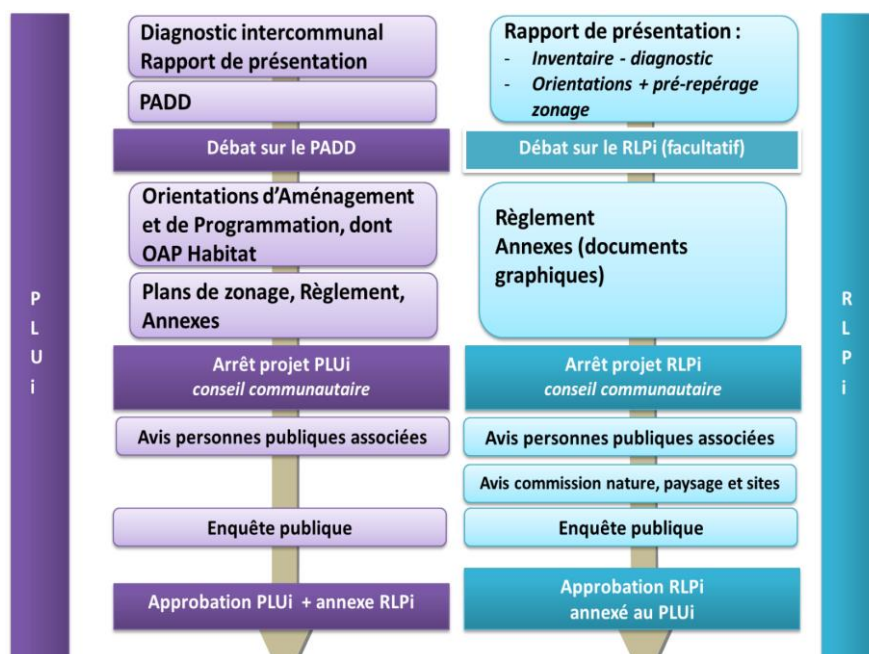 PLUi
Diagnostic intercommunal
Rapport de présentation
PADD
Débat sur le PADD
Orientations d'Aménagement
et de Programmation, dont
OAP Habitat
Plans de zonage, Règlement,
Annexes
Arrêt projet PLUi
conseil communautaire
Avis personnes publiques associées
Enquête publique
Approbation PLUi + annexe RLPi
Rapport de présentation :
- Inventaire - diagnostic
- Orientations + pré-repérage
zonage
Débat sur le RLPi (facultatif)
Règlement
Annexes (documents
graphiques)
Arrêt projet RLPi
conseil communautaire
Avis personnes publiques associées
Avis commission nature, paysage et sites
Enquête publique
Approbation RLPi
annexé au PLUi
RLPi